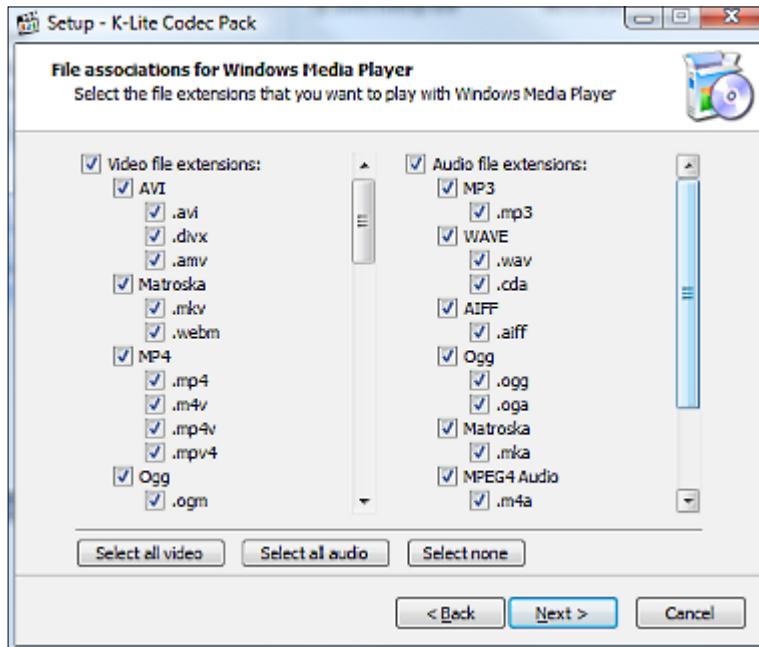 Setup - K-Lite Codec Pack
File associations for Windows Media Player
Select the file extensions that you want to play with Windows Media Player
Video file extensions:
AVI
.avi
.divx
.amv
Matroska
.mkv
.webm
MP4
.mp4
.m4v
.mp4v
.mpv4
Ogg
.ogm
Audio file extensions:
MP3
.mp3
WAVE
.wav
.cda
AIFF
.aiff
Ogg
.ogg
.oga
Matroska
.mka
MPEG4 Audio
.m4a
Select all video
Select all audio
Select none
< Back
Next >
Cancel